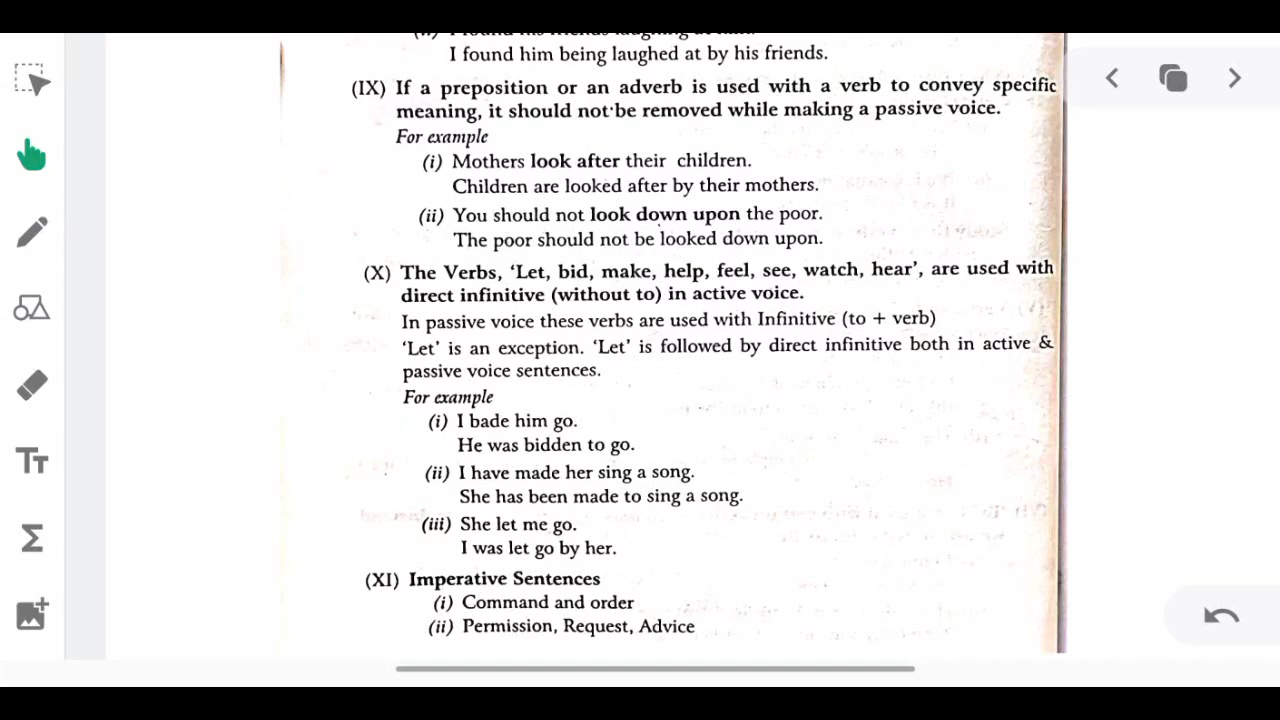 I found him being laughed at by his friends.
(IX) If a preposition or an adverb is used with a verb to convey specific
meaning, it should not be removed while making a passive voice.
For example
(i) Mothers look after their children.
Children are looked after by their mothers.
(ii) You should not look down upon the poor.
The poor should not be looked down upon.
(X) The Verbs, ‘Let, bid, make, help, feel, see, watch, hear’, are used with
direct infinitive (without to) in active voice.
In passive voice these verbs are used with Infinitive (to + verb)
‘Let’ is an exception. ‘Let’ is followed by direct infinitive both in active &
passive voice sentences.
For example
(i) I bade him go.
He was bidden to go.
(ii) I have made her sing a song.
She has been made to sing a song.
(iii) She let me go.
I was let go by her.
(XI) Imperative Sentences
(i) Command and order
(ii) Permission, Request, Advice
TT
Σ